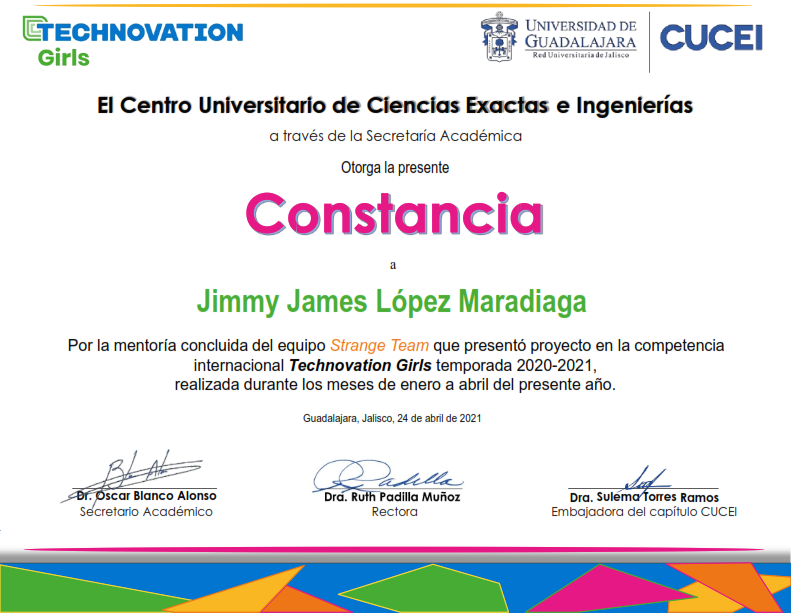 TECHNOVATION
Girls
UNIVERSIDAD DE
GUADALAJARA
Red Universitaria de Jalisco
CUCEI
El Centro Universitario de Ciencias Exactas e Ingenierías
a través de la Secretaría Académica
Otorga la presente
Constancia
a
Jimmy James López Maradiaga
Por la mentoría concluida del equipo Strange Team que presentó proyecto en la competencia
internacional Technovation Girls temporada 2020-2021,
realizada durante los meses de enero a abril del presente año.
Guadalajara, Jalisco, 24 de abril de 2021
Padilla
Dr. Oscar Blanco Alonso
Secretario Académico
Dra. Ruth Padilla Muñoz
Rectora
Dra. Sulema Torres Ramos
Embajadora del capítulo CUCEI